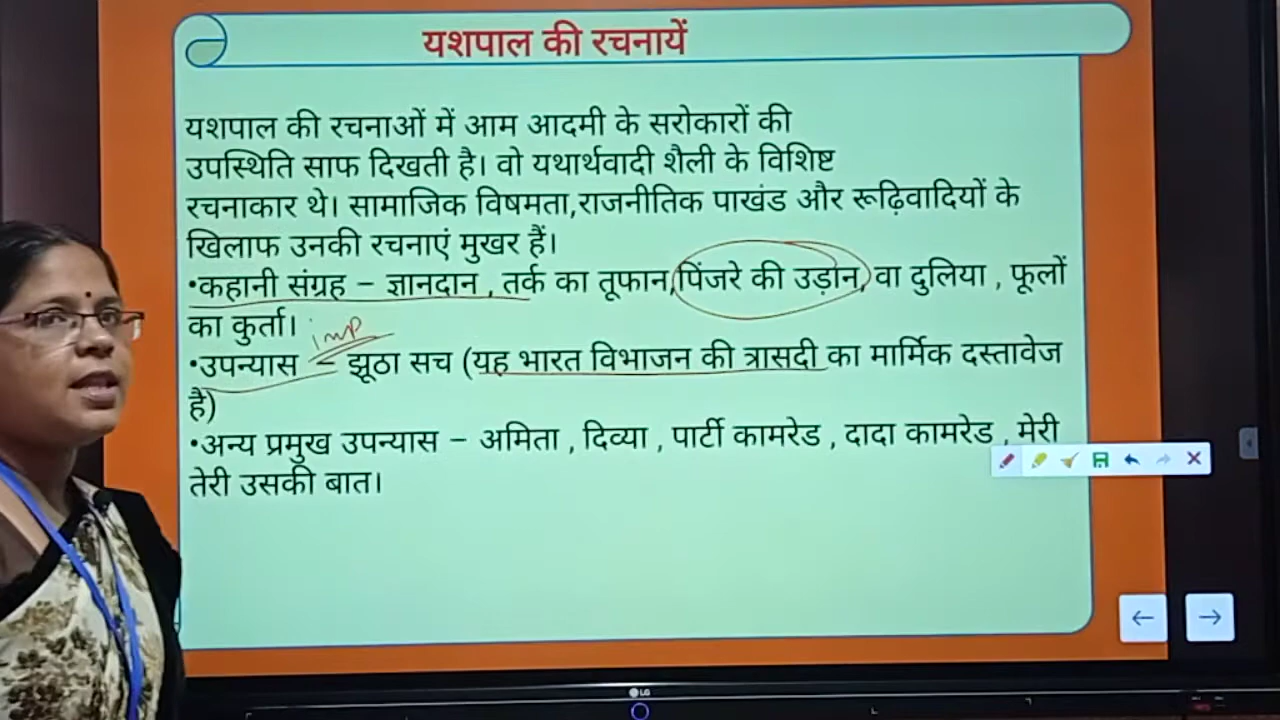 यशपाल की रचनायें
यशपाल की रचनाओं में आम आदमी के सरोकारों की
उपस्थिति साफ दिखती है। वो यथार्थवादी शैली के विशिष्ट
रचनाकार थे। सामाजिक विषमता,राजनीतिक पाखंड और रूढ़िवादियों के
खिलाफ उनकी रचनाएं मुखर हैं।
•कहानी संग्रह – ज्ञानदान , तर्क का तूफान,पिंजरे की उड़ान, वा दुलिया , फूलों
का कुर्ता।
imp
•उपन्यास – झूठा सच (यह भारत विभाजन की त्रासदी का मार्मिक दस्तावेज
है)
•अन्य प्रमुख उपन्यास – अमिता , दिव्या , पार्टी कामरेड , दादा कामरेड , मेरी
तेरी उसकी बात।
LG